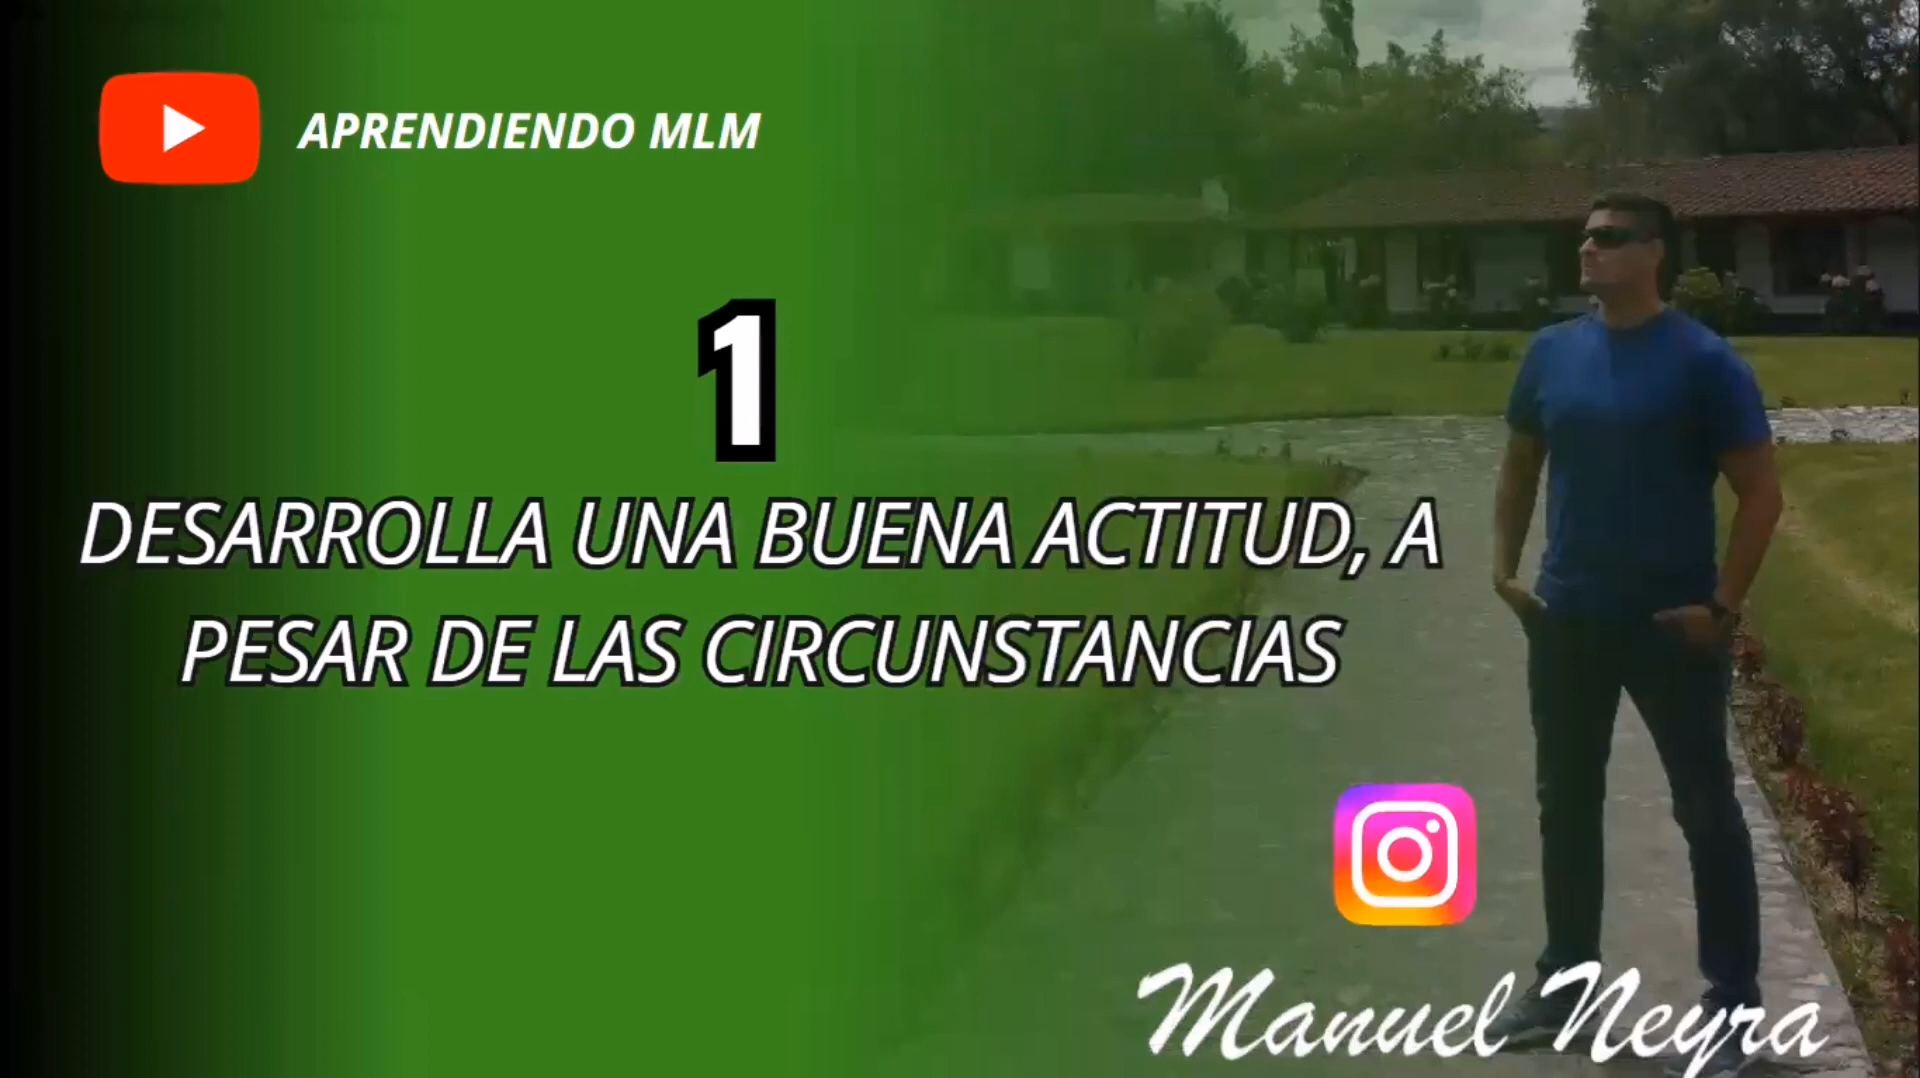 APRENDIENDO MLM
1
DESARROLLA UNA BUENA ACTITUD, A
PESAR DE LAS CIRCUNSTANCIAS
Manuel Neyra